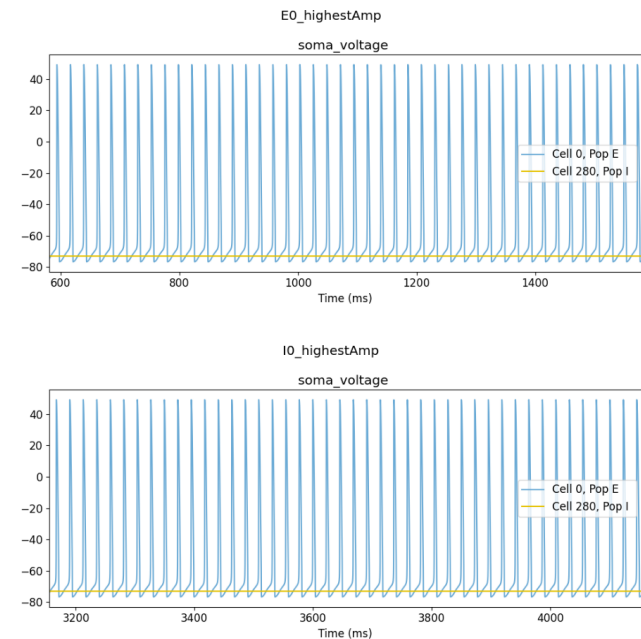 E0_highestAmp
soma_voltage
40
20
0
−20
−40
−60
−80
Cell 0, Pop E
Cell 280, Pop I
600 800 1000 1200 1400
Time (ms)
I0_highestAmp
soma_voltage
40
20
0
−20
−40
−60
−80
Cell 0, Pop E
Cell 280, Pop I
3200 3400 3600 3800 4000
Time (ms)